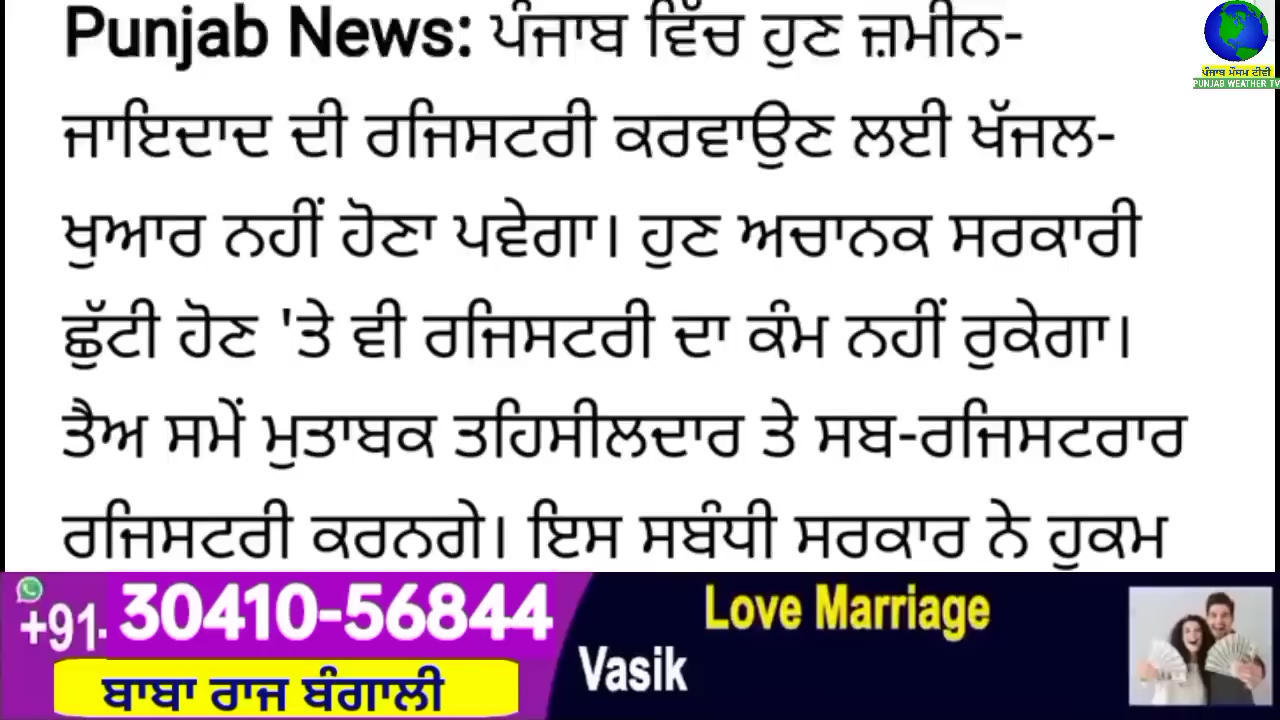 Punjab News: ਪੰਜਾਬ ਵਿੱਚ ਹੁਣ ਜ਼ਮੀਨ-
ਜਾਇਦਾਦ ਦੀ ਰਜਿਸਟਰੀ ਕਰਵਾਉਣ ਲਈ ਖੱਜਲ-
ਖੁਆਰ ਨਹੀਂ ਹੋਣਾ ਪਵੇਗਾ। ਹੁਣ ਅਚਾਨਕ ਸਰਕਾਰੀ
ਛੁੱਟੀ ਹੋਣ 'ਤੇ ਵੀ ਰਜਿਸਟਰੀ ਦਾ ਕੰਮ ਨਹੀਂ ਰੁਕੇਗਾ।
ਤੈਅ ਸਮੇਂ ਮੁਤਾਬਕ ਤਹਿਸੀਲਦਾਰ ਤੇ ਸਬ-ਰਜਿਸਟਰਾਰ
ਰਜਿਸਟਰੀ ਕਰਨਗੇ। ਇਸ ਸਬੰਧੀ ਸਰਕਾਰ ਨੇ ਹੁਕਮ
ਪੰਜਾਬ ਮੌਸਮ ਟੀਵੀ
PUNJAB WEATHER TV
+91- 30410-56844
ਬਾਬਾ ਰਾਜ ਬੰਗਾਲੀ
Love Marriage
Vasik